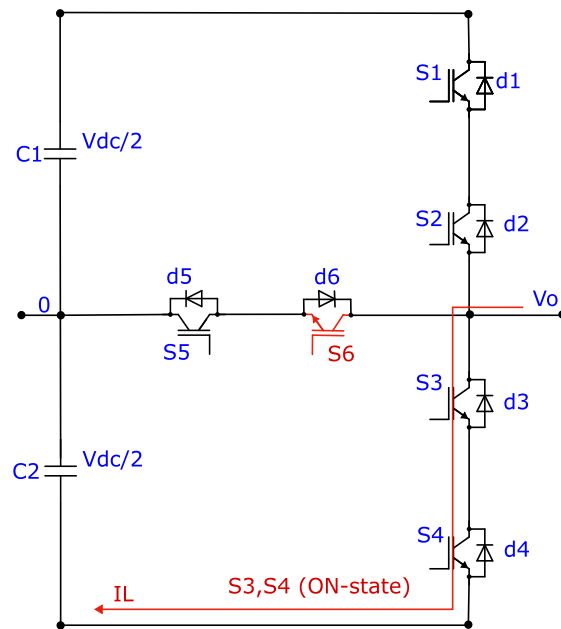 S1
d1
Vdc/2
C1
S2
d2
d5
d6
0
Vo
S5
S6
S3
d3
Vdc/2
C2
S4
d4
IL
S3,S4 (ON-state)